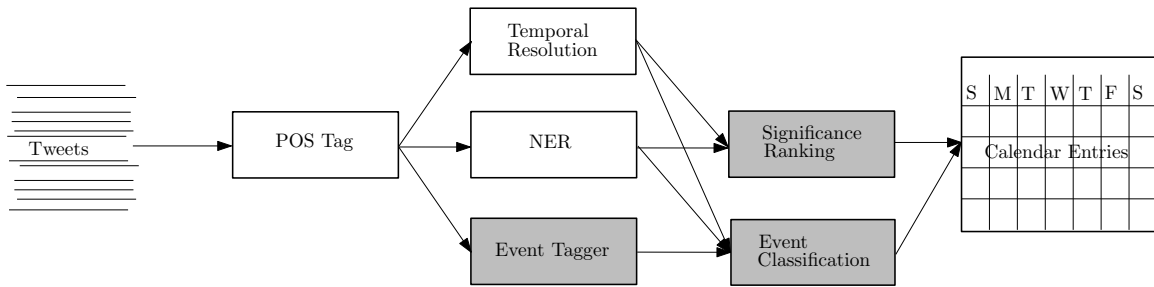 Tweets
POS Tag
Temporal
Resolution
NER
Event Tagger
Significance
Ranking
Event
Classification
S M T W T F S
Calendar Entries